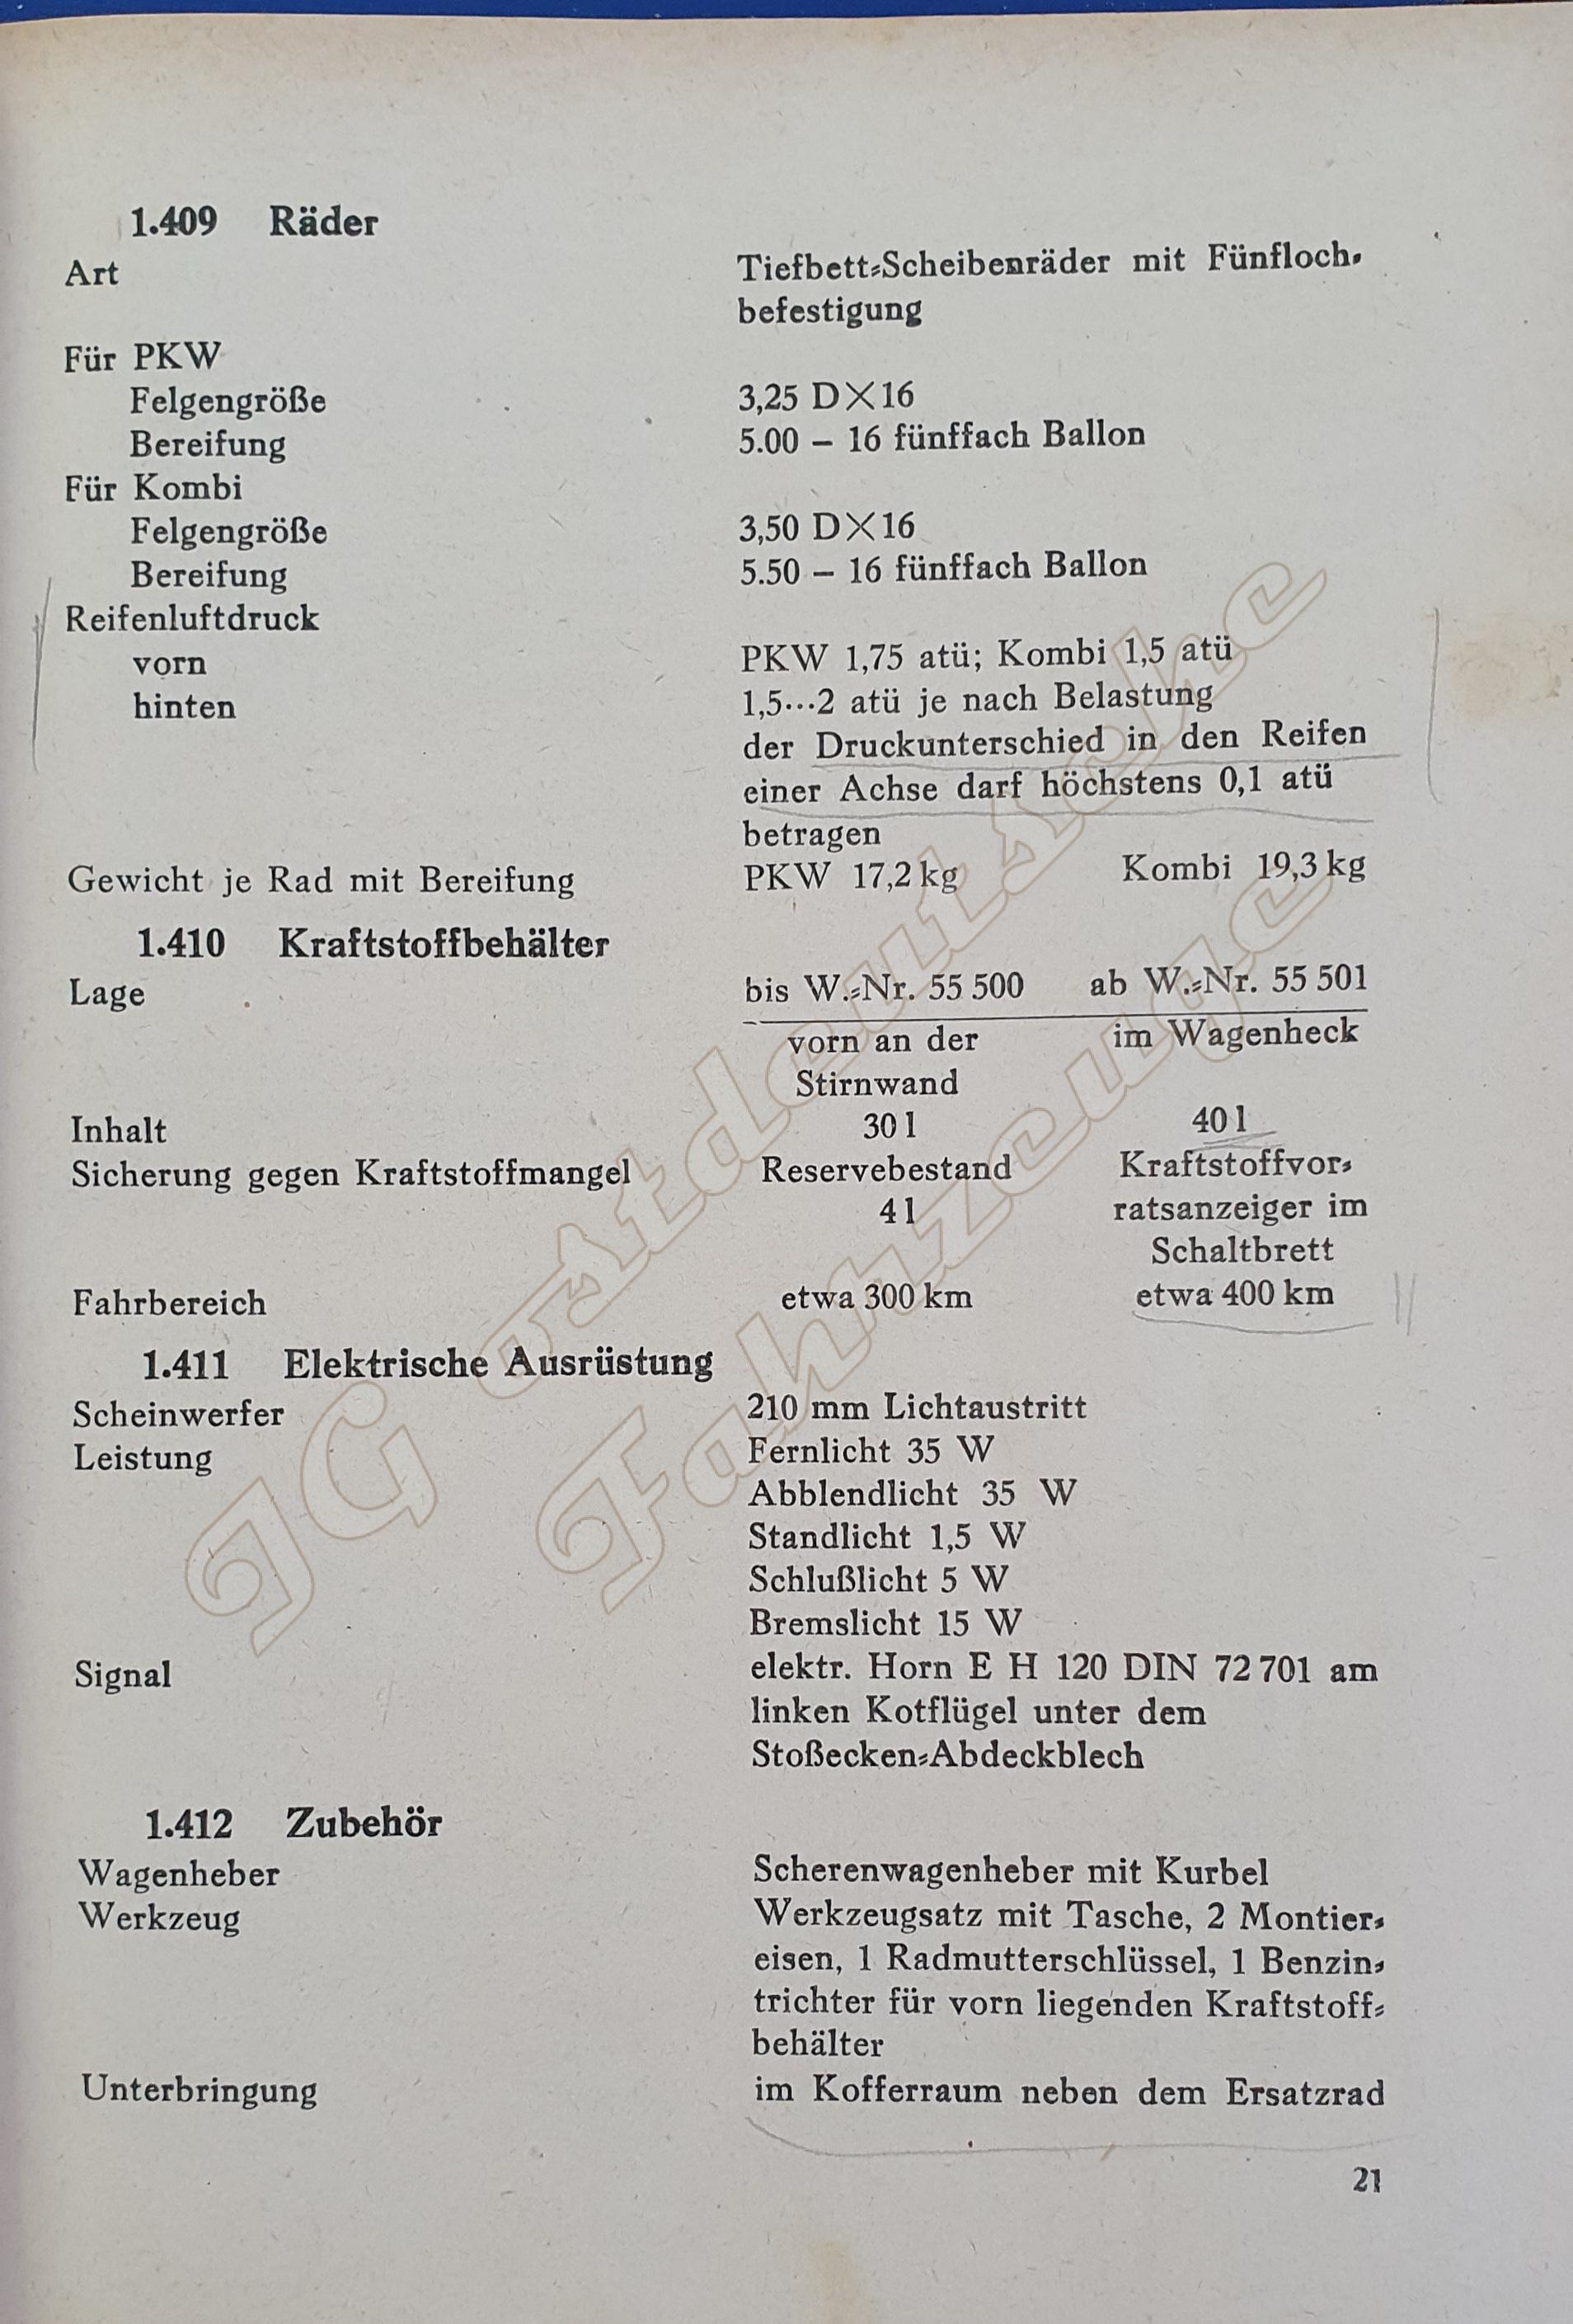 1.409 Räder
Art Tiefbett-Scheibenräder mit Fünfloch-
befestigung
Für PKW
Felgengröße 3,25 D×16
Bereifung 5.00 – 16 fünffach Ballon
Für Kombi
Felgengröße 3,50 D×16
Bereifung 5.50 – 16 fünffach Ballon
Reifenluftdruck
vorn PKW 1,75 atü; Kombi 1,5 atü
hinten 1,5...2 atü je nach Belastung
der Druckunterschied in den Reifen
einer Achse darf höchstens 0,1 atü
betragen
Gewicht je Rad mit Bereifung PKW 17,2 kg Kombi 19,3 kg
1.410 Kraftstoffbehälter
Lage bis W.-Nr. 55 500 ab W.-Nr. 55 501
vorn an der im Wagenheck
Stirnwand
Inhalt 30 l 40 l
Sicherung gegen Kraftstoffmangel Reservebestand Kraftstoffvor-
4 l ratsanzeiger im
Schaltbrett
Fahrbereich etwa 300 km etwa 400 km
1.411 Elektrische Ausrüstung
Scheinwerfer 210 mm Lichtaustritt
Leistung Fernlicht 35 W
Abblendlicht 35 W
Standlicht 1,5 W
Schlußlicht 5 W
Bremslicht 15 W
Signal elektr. Horn E H 120 DIN 72 701 am
linken Kotflügel unter dem
Stoßecken-Abdeckblech
1.412 Zubehör
Wagenheber Scherenwagenheber mit Kurbel
Werkzeug Werkzeugsatz mit Tasche, 2 Montier-
eisen, 1 Radmutterschlüssel, 1 Benzin-
trichter für vorn liegenden Kraftstoff-
behälter
Unterbringung im Kofferraum neben dem Ersatzrad
21
IG ostdeutsche
Fahrzeuge